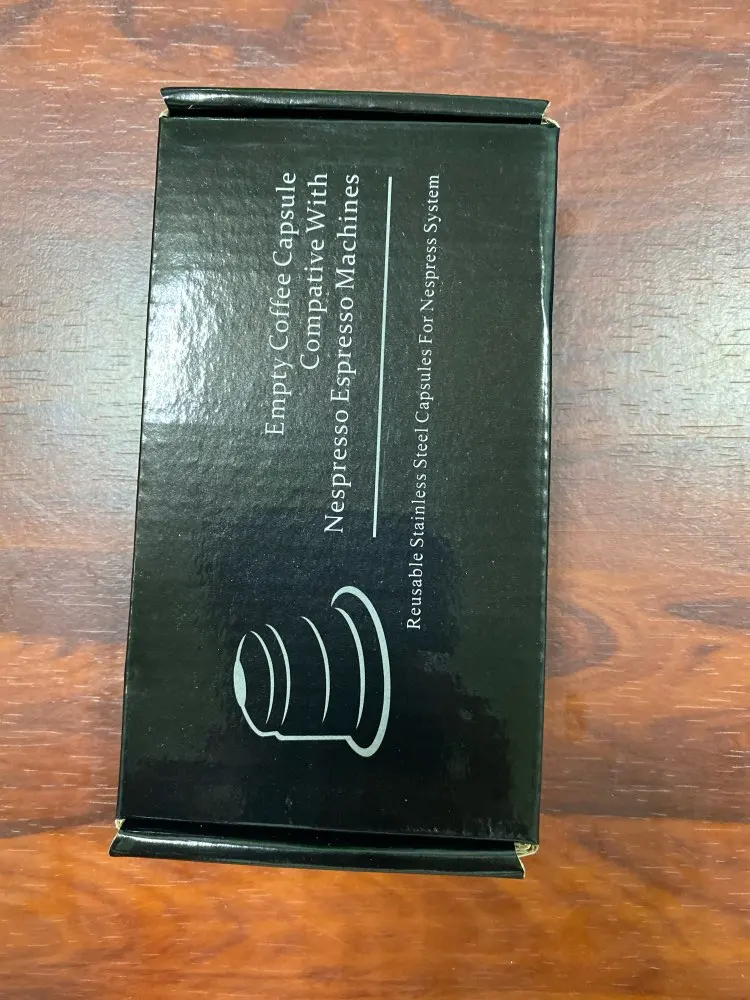 Empty Coffee Capsule
Compative With
Nespresso Espresso Machines
Reusable Stainless Steel Capsules For Nespress System